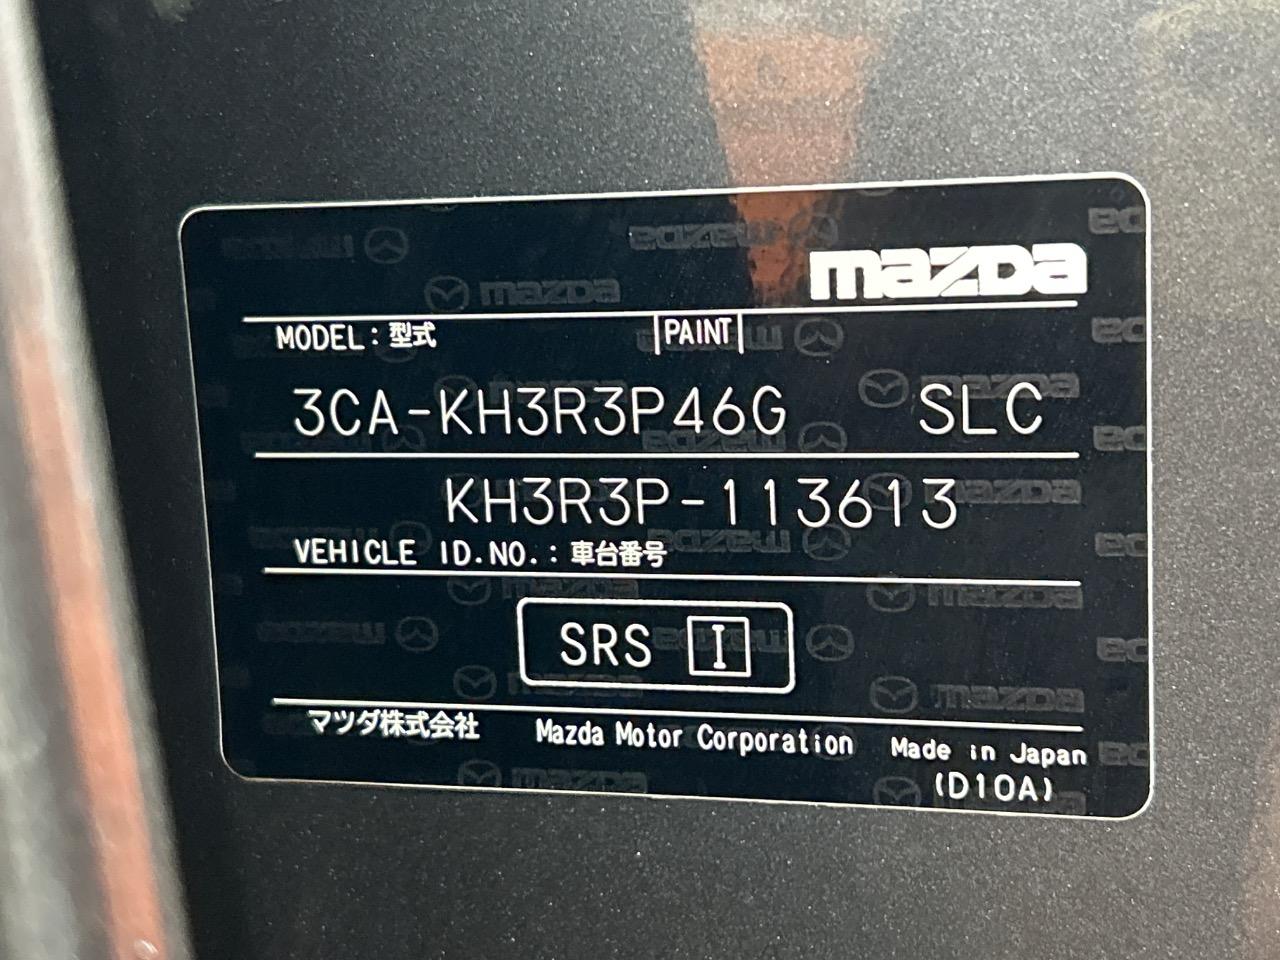 mazda
MODEL : 型式 PAINT
3CA-KH3R3P46G SLC
KH3R3P-113613
VEHICLE ID.NO. : 車台番号
SRS I
マツダ株式会社 Mazda Motor Corporation Made in Japan
(D10A)